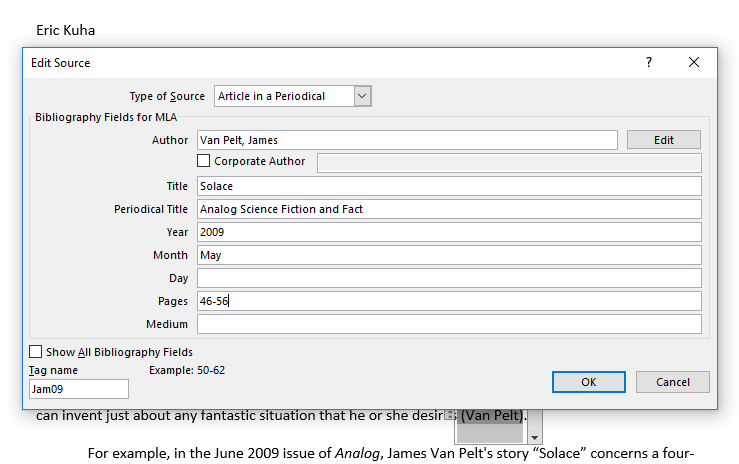 Eric Kuha
Edit Source
? ×
Type of Source Article in a Periodical
Bibliography Fields for MLA
Author Van Pelt, James Edit
Corporate Author
Title Solace
Periodical Title Analog Science Fiction and Fact
Year 2009
Month May
Day
Pages 46-56
Medium
Show All Bibliography Fields
Tag name Example: 50-62
Jam09
OK Cancel
can invent just about any fantastic situation that he or she desir s (Van Pelt).
For example, in the June 2009 issue of Analog, James Van Pelt's story “Solace” concerns a four-